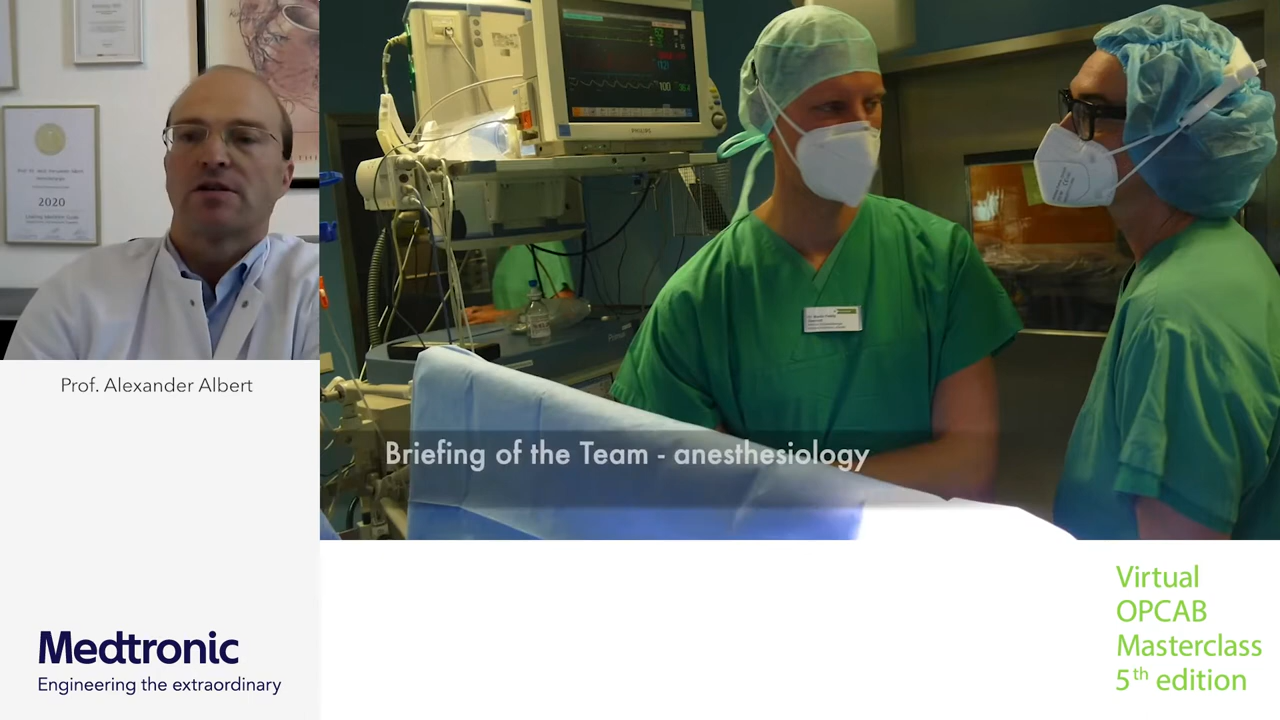 2020
PHILIPS
100
Briefing of the Team - anesthesiology
Prof. Alexander Albert
Medtronic
Engineering the extraordinary
Virtual
OPCAB
Masterclass
5th edition